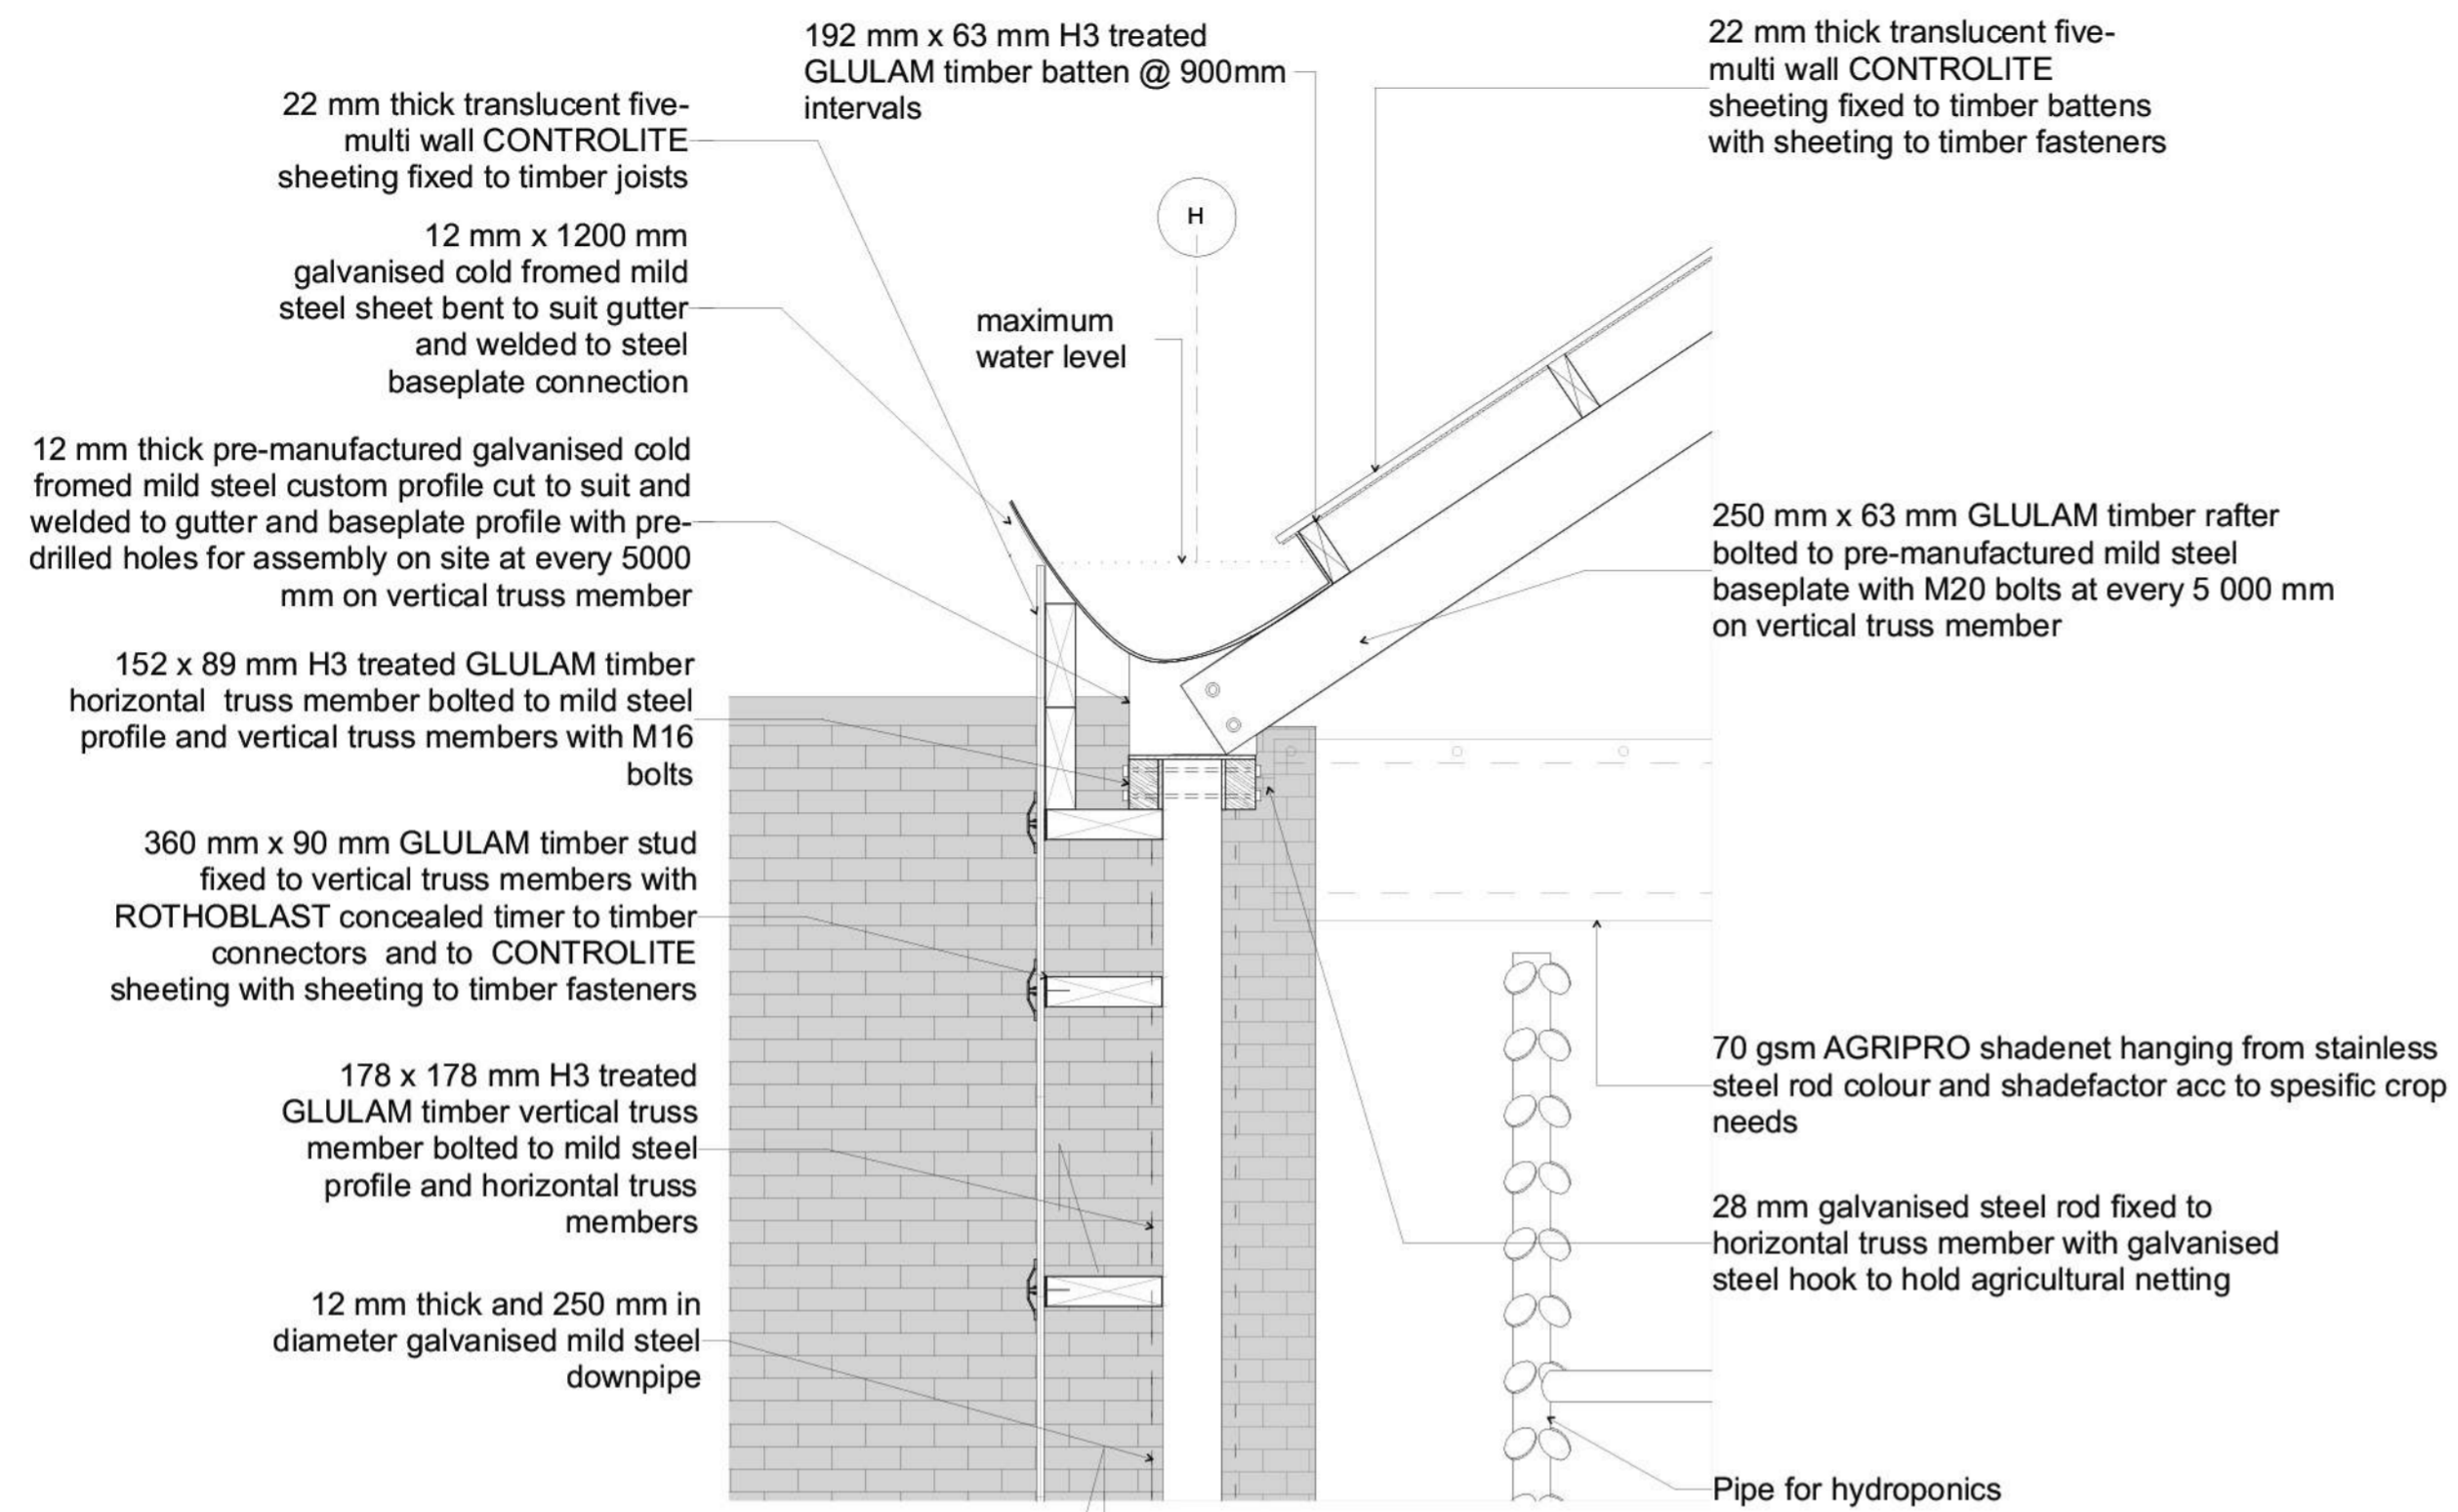 192 mm x 63 mm H3 treated
GLULAM timber batten @ 900mm
intervals
22 mm thick translucent five-
multi wall CONTROLITE
sheeting fixed to timber battens
with sheeting to timber fasteners
22 mm thick translucent five-
multi wall CONTROLITE
sheeting fixed to timber joists
12 mm x 1200 mm
galvanised cold fromed mild
steel sheet bent to suit gutter
and welded to steel
baseplate connection
H
maximum
water level
12 mm thick pre-manufactured galvanised cold
fromed mild steel custom profile cut to suit and
welded to gutter and baseplate profile with pre-
drilled holes for assembly on site at every 5000
mm on vertical truss member
250 mm x 63 mm GLULAM timber rafter
bolted to pre-manufactured mild steel
baseplate with M20 bolts at every 5 000 mm
on vertical truss member
152 x 89 mm H3 treated GLULAM timber
horizontal truss member bolted to mild steel
profile and vertical truss members with M16
bolts
360 mm x 90 mm GLULAM timber stud
fixed to vertical truss members with
ROTHOBLAST concealed timer to timber
connectors and to CONTROLITE
sheeting with sheeting to timber fasteners
178 x 178 mm H3 treated
GLULAM timber vertical truss
member bolted to mild steel
profile and horizontal truss
members
12 mm thick and 250 mm in
diameter galvanised mild steel
downpipe
70 gsm AGRIPRO shadenet hanging from stainless
steel rod colour and shadefactor acc to spesific crop
needs
28 mm galvanised steel rod fixed to
horizontal truss member with galvanised
steel hook to hold agricultural netting
Pipe for hydroponics